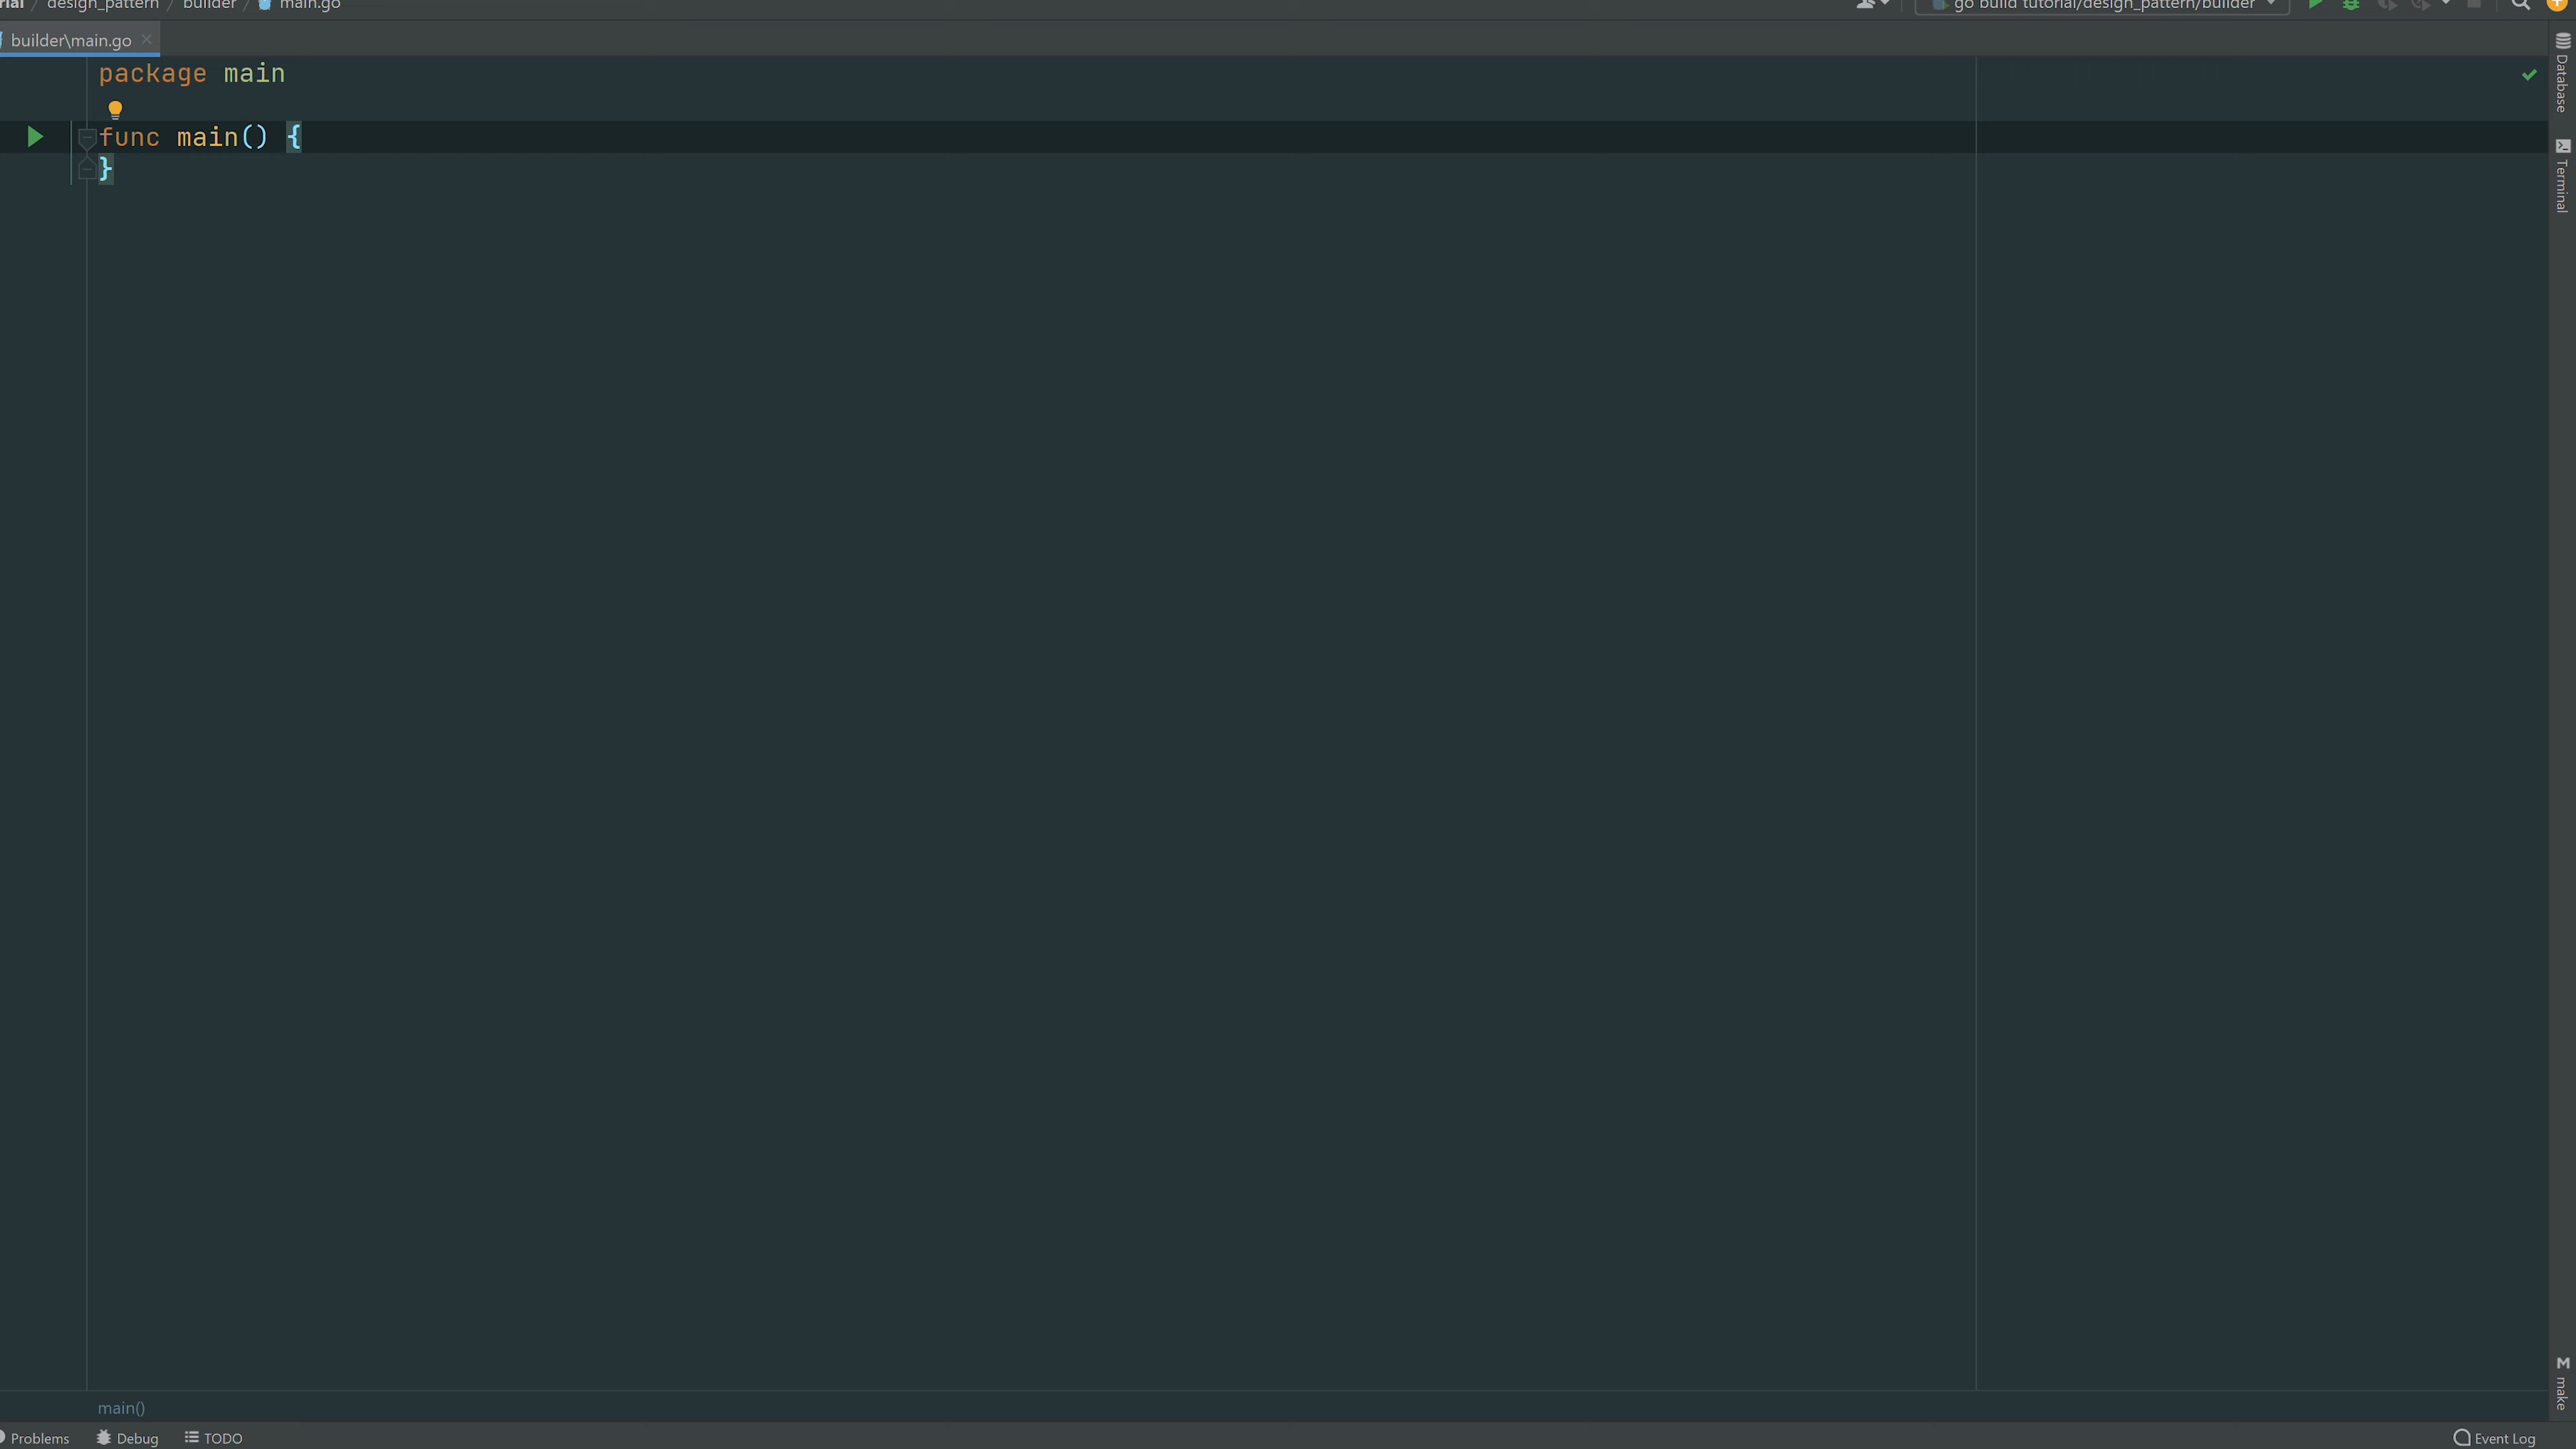 rial / design_pattern / builder / main.go
go build tutorial/design_pattern/builder
builder\main.go
package main
func main() {
}
Database
Terminal
make
main()
Problems Debug TODO
Event Log